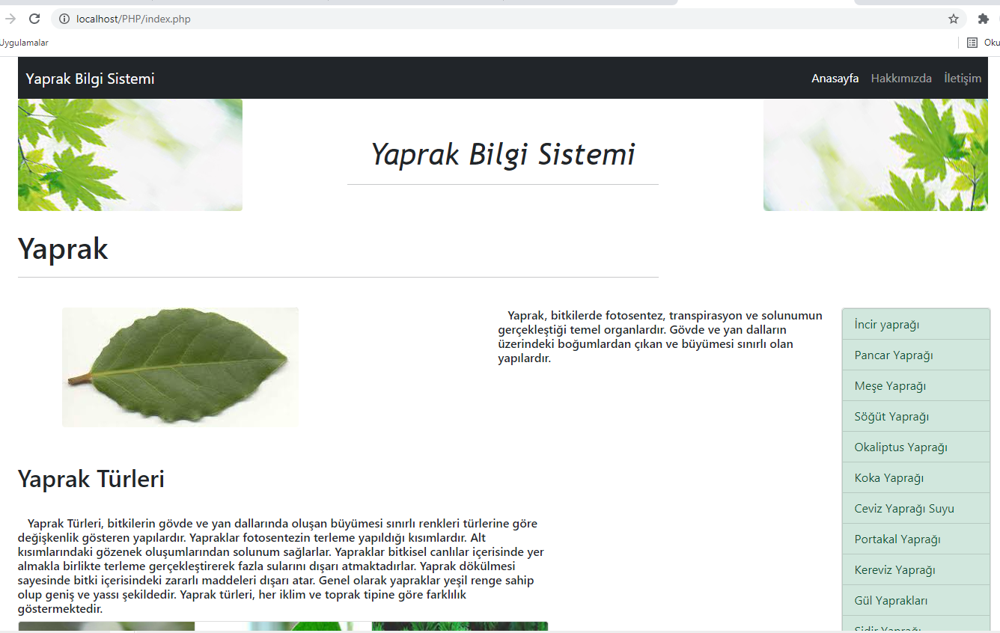 localhost/PHP/index.php
Uygulamalar
Oku
Yaprak Bilgi Sistemi
Anasayfa Hakkımızda İletişim
Yaprak Bilgi Sistemi
Yaprak
Yaprak, bitkilerde fotosentez, transpirasyon ve solunumun
gerçekleştiği temel organlardır. Gövde ve yan dalların
üzerindeki boğumlardan çıkan ve büyümesi sınırlı olan
yapılardır.
Yaprak Türleri
Yaprak Türleri, bitkilerin gövde ve yan dallarında oluşan büyümesi sınırlı renkleri türlerine göre
değişkenlik gösteren yapılardır. Yapraklar fotosentezin terleme yapıldığı kısımlardır. Alt
kısımlarındaki gözenek oluşumlarından solunum sağlarlar. Yapraklar bitkisel canlılar içerisinde yer
almakla birlikte terleme gerçekleştirerek fazla sularını dışarı atmaktadırlar. Yaprak dökülmesi
sayesinde bitki içerisindeki zararlı maddeleri dışarı atar. Genel olarak yapraklar yeşil renge sahip
olup geniş ve yassı şekildedir. Yaprak türleri, her iklim ve toprak tipine göre farklılık
göstermektedir.
İncir yaprağı
Pancar Yaprağı
Meşe Yaprağı
Söğüt Yaprağı
Okaliptus Yaprağı
Koka Yaprağı
Ceviz Yaprağı Suyu
Portakal Yaprağı
Kereviz Yaprağı
Gül Yaprakları
Sidir Yaprağı